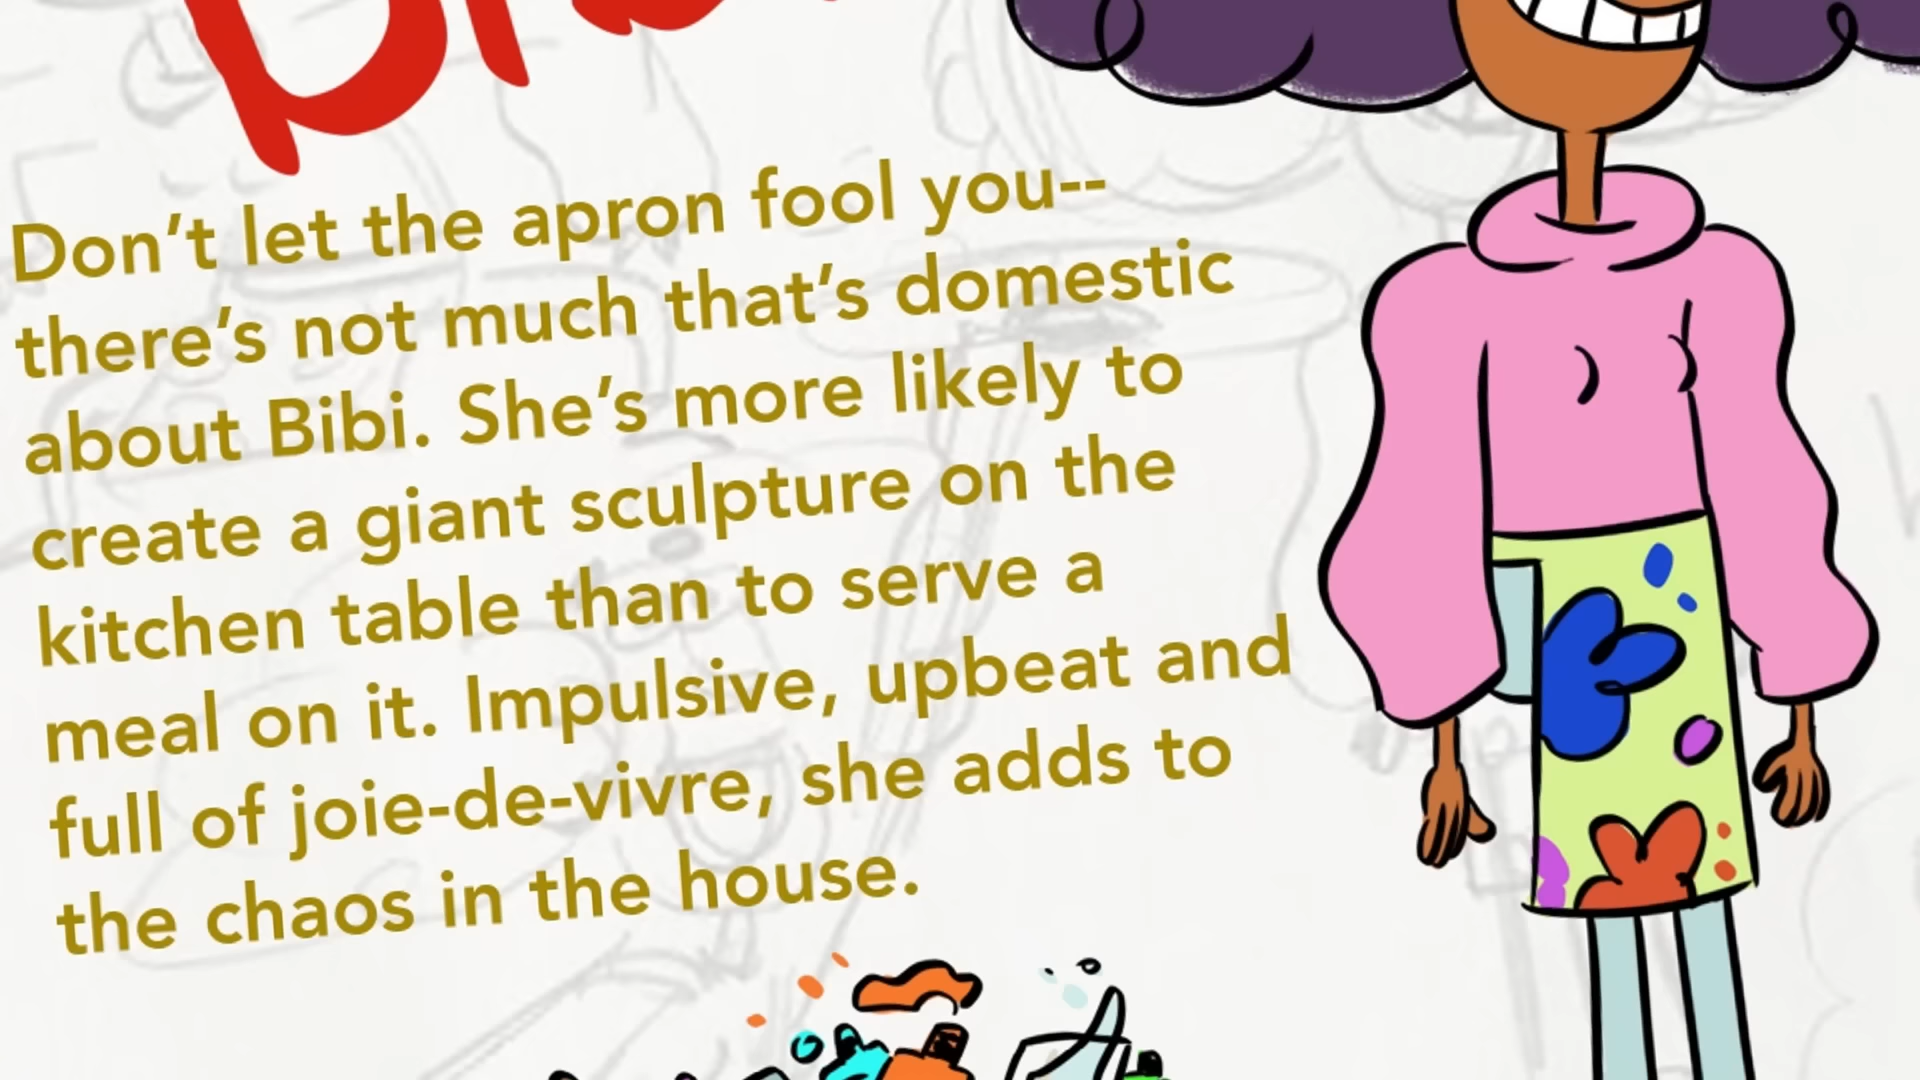 Don’t let the apron fool you--
there’s not much that’s domestic
about Bibi. She’s more likely to
create a giant sculpture on the
kitchen table than to serve a
meal on it. Impulsive, upbeat and
full of joie-de-vivre, she adds to
the chaos in the house.